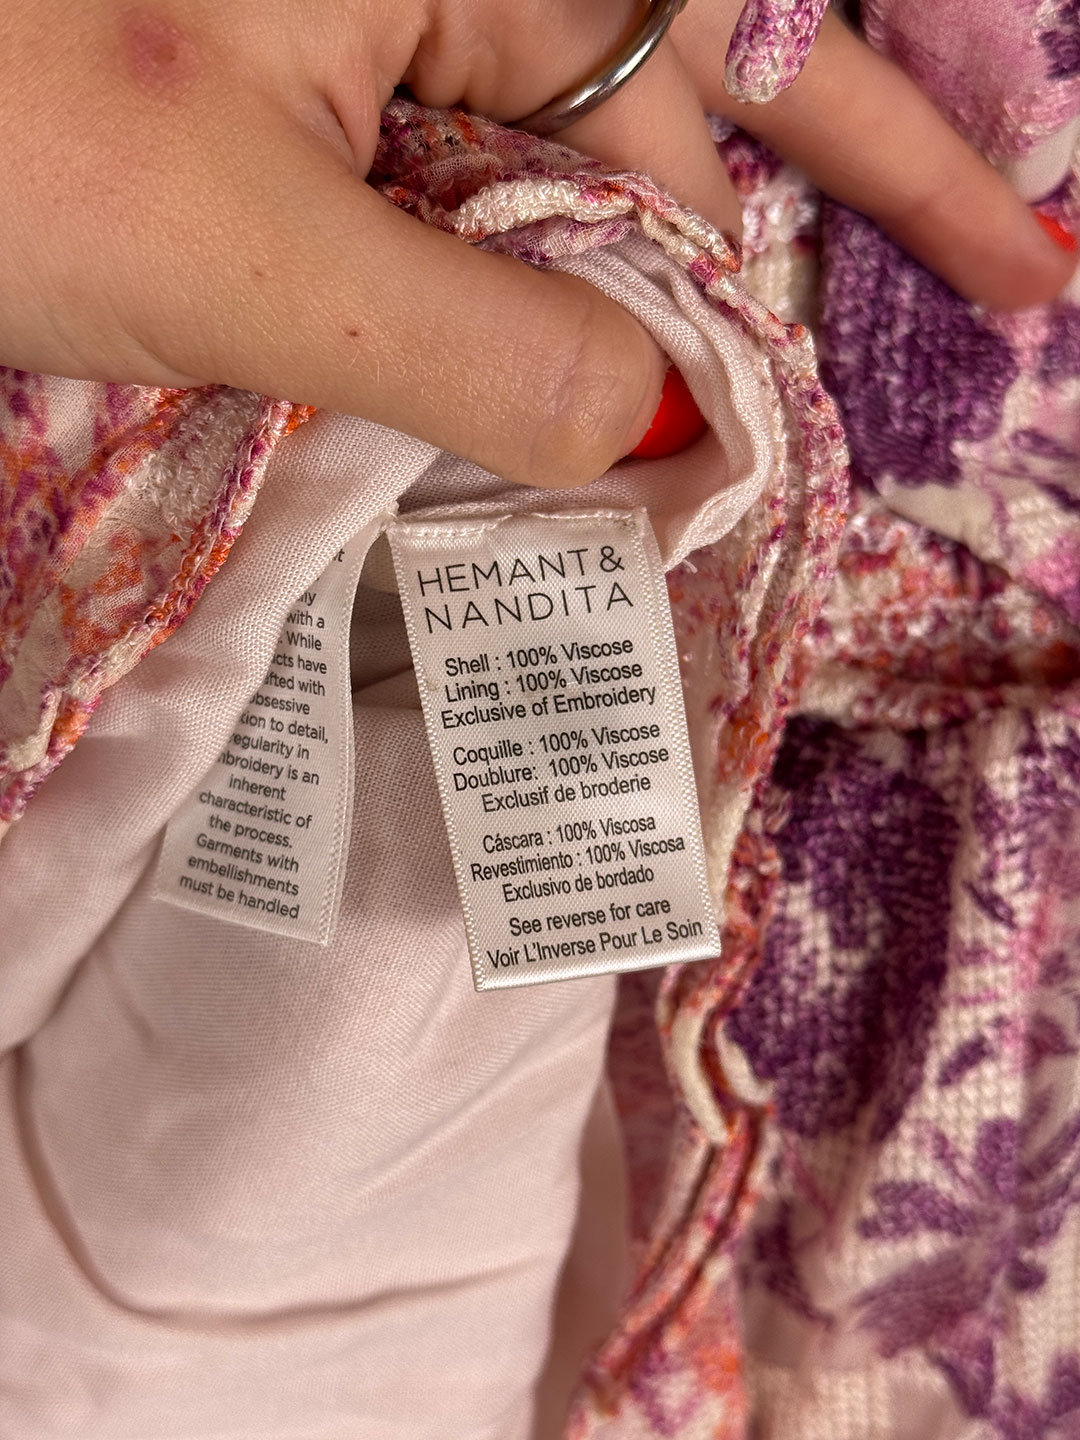 HEMANT &
NANDITA
Shell : 100% Viscose
Lining : 100% Viscose
Exclusive of Embroidery
Coquille : 100% Viscose
Doublure: 100% Viscose
Exclusif de broderie
Cáscara : 100% Viscosa
Revestimiento : 100% Viscosa
Exclusivo de bordado
See reverse for care
Voir L'Inverse Pour Le Soin
with a
While
have
with
to detail,
in
is an
inherent
characteristic of
the process.
Garments with
embellishments
must be handled